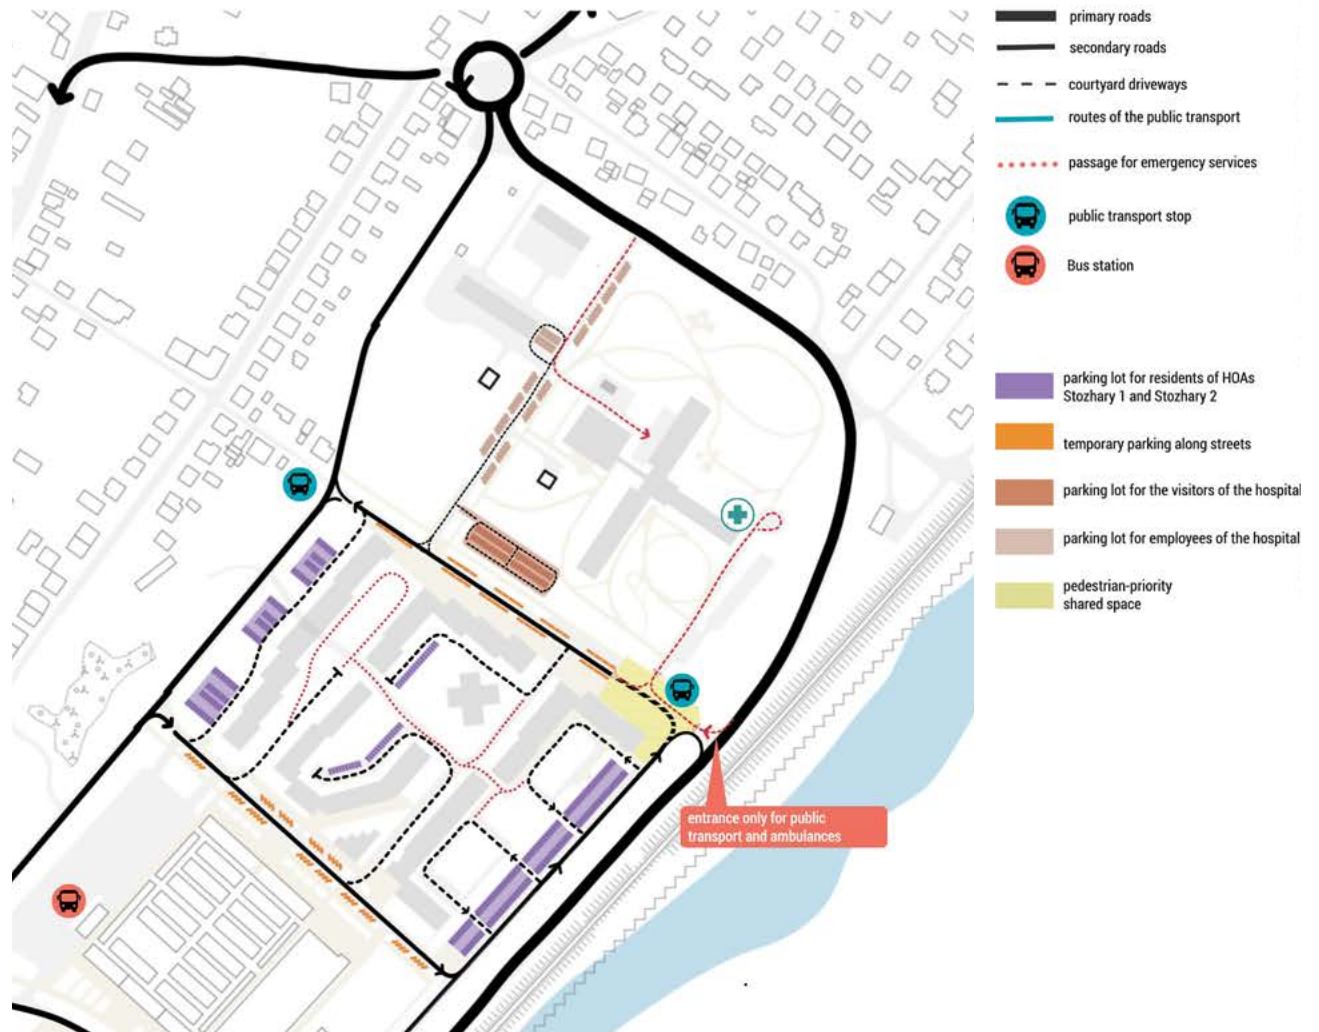 primary roads
secondary roads
courtyard driveways
routes of the public transport
passage for emergency services
public transport stop
Bus station
parking lot for residents of HOAs
Stozhary 1 and Stozhary 2
temporary parking along streets
parking lot for the visitors of the hospital
parking lot for employees of the hospital
pedestrian-priority
shared space
entrance only for public
transport and ambulances